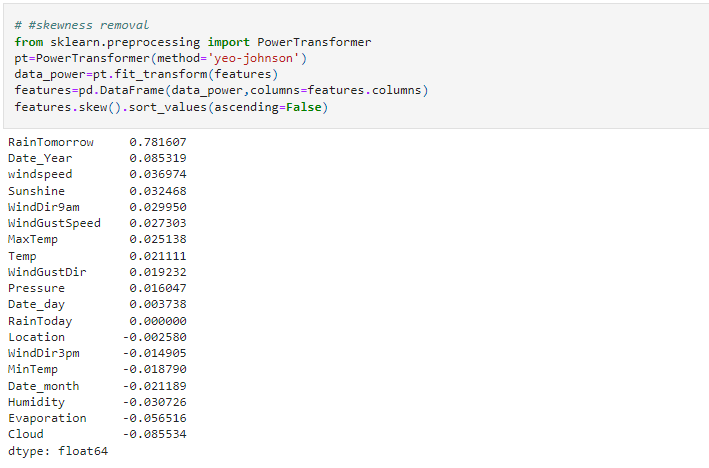 # #skewness removal
from sklearn.preprocessing import PowerTransformer
pt=PowerTransformer(method='yeo-johnson')
data_power=pt.fit_transform(features)
features=pd.DataFrame(data_power,columns=features.columns)
features.skew().sort_values(ascending=False)
RainTomorrow 0.781607
Date_Year 0.085319
windspeed 0.036974
Sunshine 0.032468
WindDir9am 0.029950
WindGustSpeed 0.027303
MaxTemp 0.025138
Temp 0.021111
WindGustDir 0.019232
Pressure 0.016047
Date_day 0.003738
RainToday 0.000000
Location -0.002580
WindDir3pm -0.014905
MinTemp -0.018790
Date_month -0.021189
Humidity -0.030726
Evaporation -0.056516
Cloud -0.085534
dtype: float64